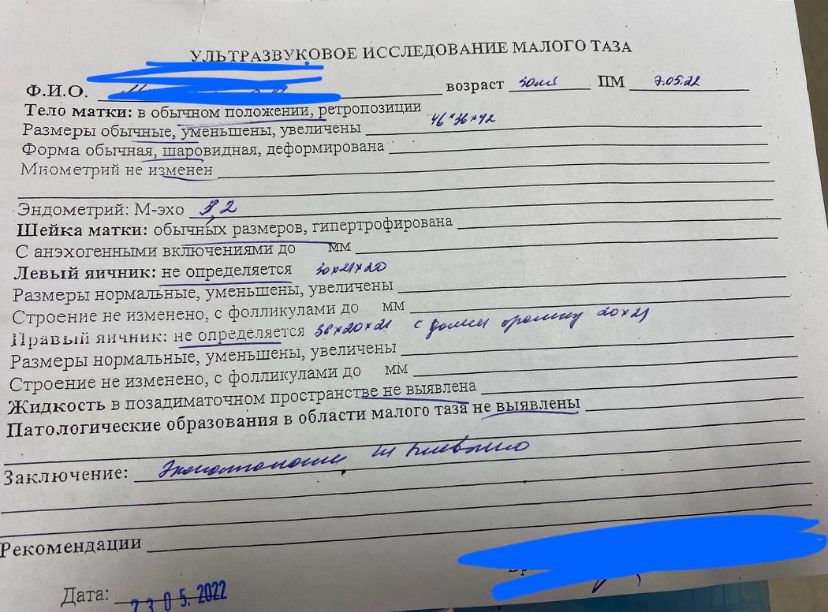 УЛЬТРАЗВУКОВОЕ ИССЛЕДОВАНИЕ МАЛОГО ТАЗА
Ф.И.О. возраст ПМ 7.05.22
Тело матки: в обычном положении, ретропозиции
Размеры обычные, уменьшены, увеличены 46*36*42
Форма обычная, шаровидная, деформирована
Миометрий не изменен
Эндометрий: М-эхо
Шейка матки: обычных размеров, гипертрофирована
С анэхогенными включениями до мм
Левый яичник: не определяется 30×21×20
Размеры нормальные, уменьшены, увеличены
Строение не изменено, с фолликулами до мм
Правый яичник: не определяется с 20×21
Размеры нормальные, уменьшены, увеличены
Строение не изменено, с фолликулами до мм
Жидкость в позадиматочном пространстве не выявлена
Патологические образования в области малого таза не выявлены
Заключение:
Рекомендации
Дата: 23 05. 2022